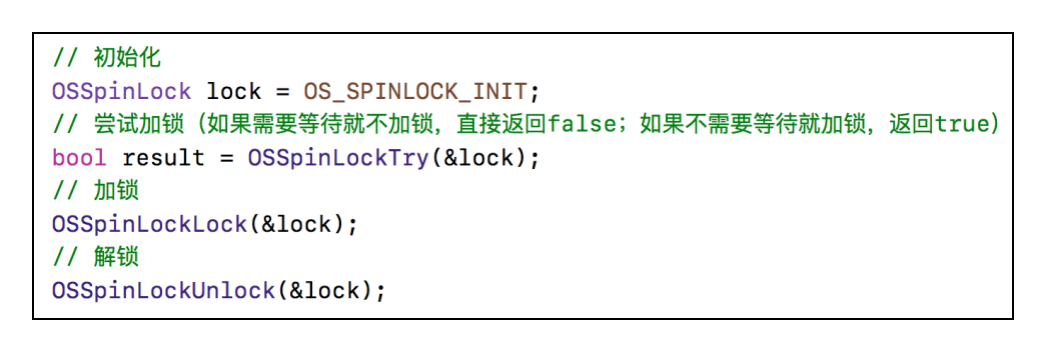 // 初始化
OSSpinLock lock = OS_SPINLOCK_INIT;
// 尝试加锁（如果需要等待就不加锁，直接返回false；如果不需要等待就加锁，返回true）
bool result = OSSpinLockTry(&lock);
// 加锁
OSSpinLockLock(&lock);
// 解锁
OSSpinLockUnlock(&lock);